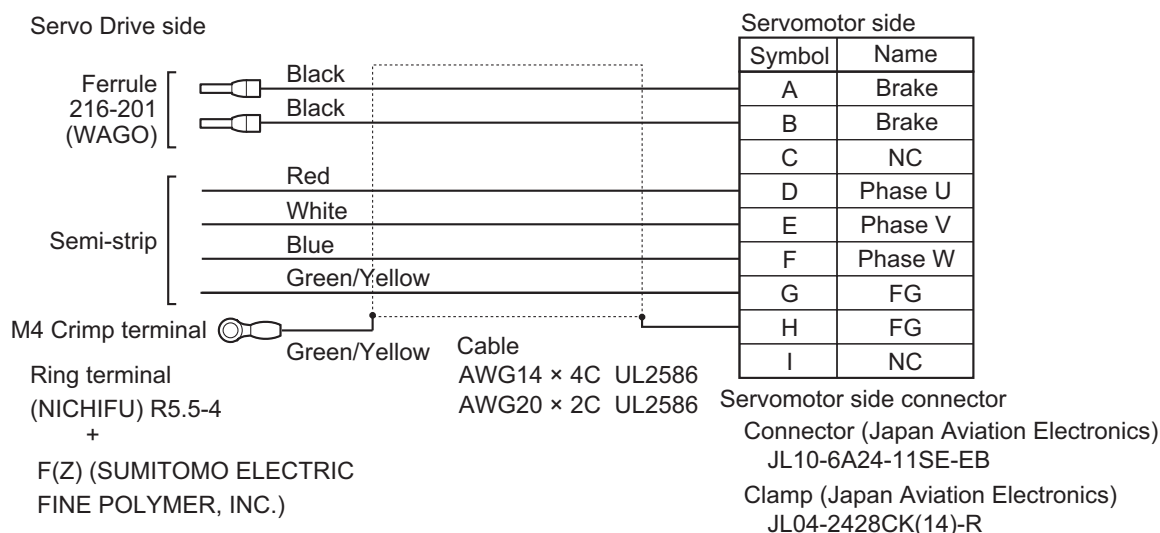 Servo Drive side
Servomotor side
Symbol Name
Ferrule
216-201
(WAGO)
Black
A Brake
Black
B Brake
C NC
Semi-strip
Red
D Phase U
White
E Phase V
Blue
F Phase W
Green/Yellow
G FG
M4 Crimp terminal
Green/Yellow
H FG
I NC
Ring terminal
(NICHIFU) R5.5-4
+
F(Z) (SUMITOMO ELECTRIC
FINE POLYMER, INC.)
Cable
AWG14 × 4C UL2586
AWG20 × 2C UL2586
Servomotor side connector
Connector (Japan Aviation Electronics)
JL10-6A24-11SE-EB
Clamp (Japan Aviation Electronics)
JL04-2428CK(14)-R